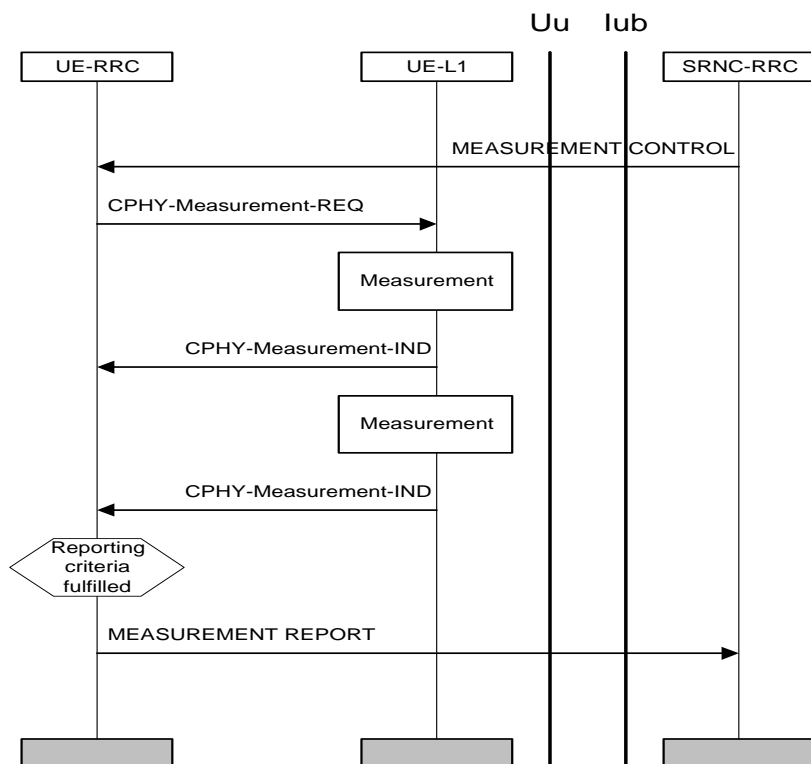 Uu Iub
UE-RRC UE-L1 SRNC-RRC
MEASUREMENT CONTROL
CPHY-Measurement-REQ
Measurement
CPHY-Measurement-IND
Measurement
CPHY-Measurement-IND
Reporting
criteria
fulfilled
MEASUREMENT REPORT